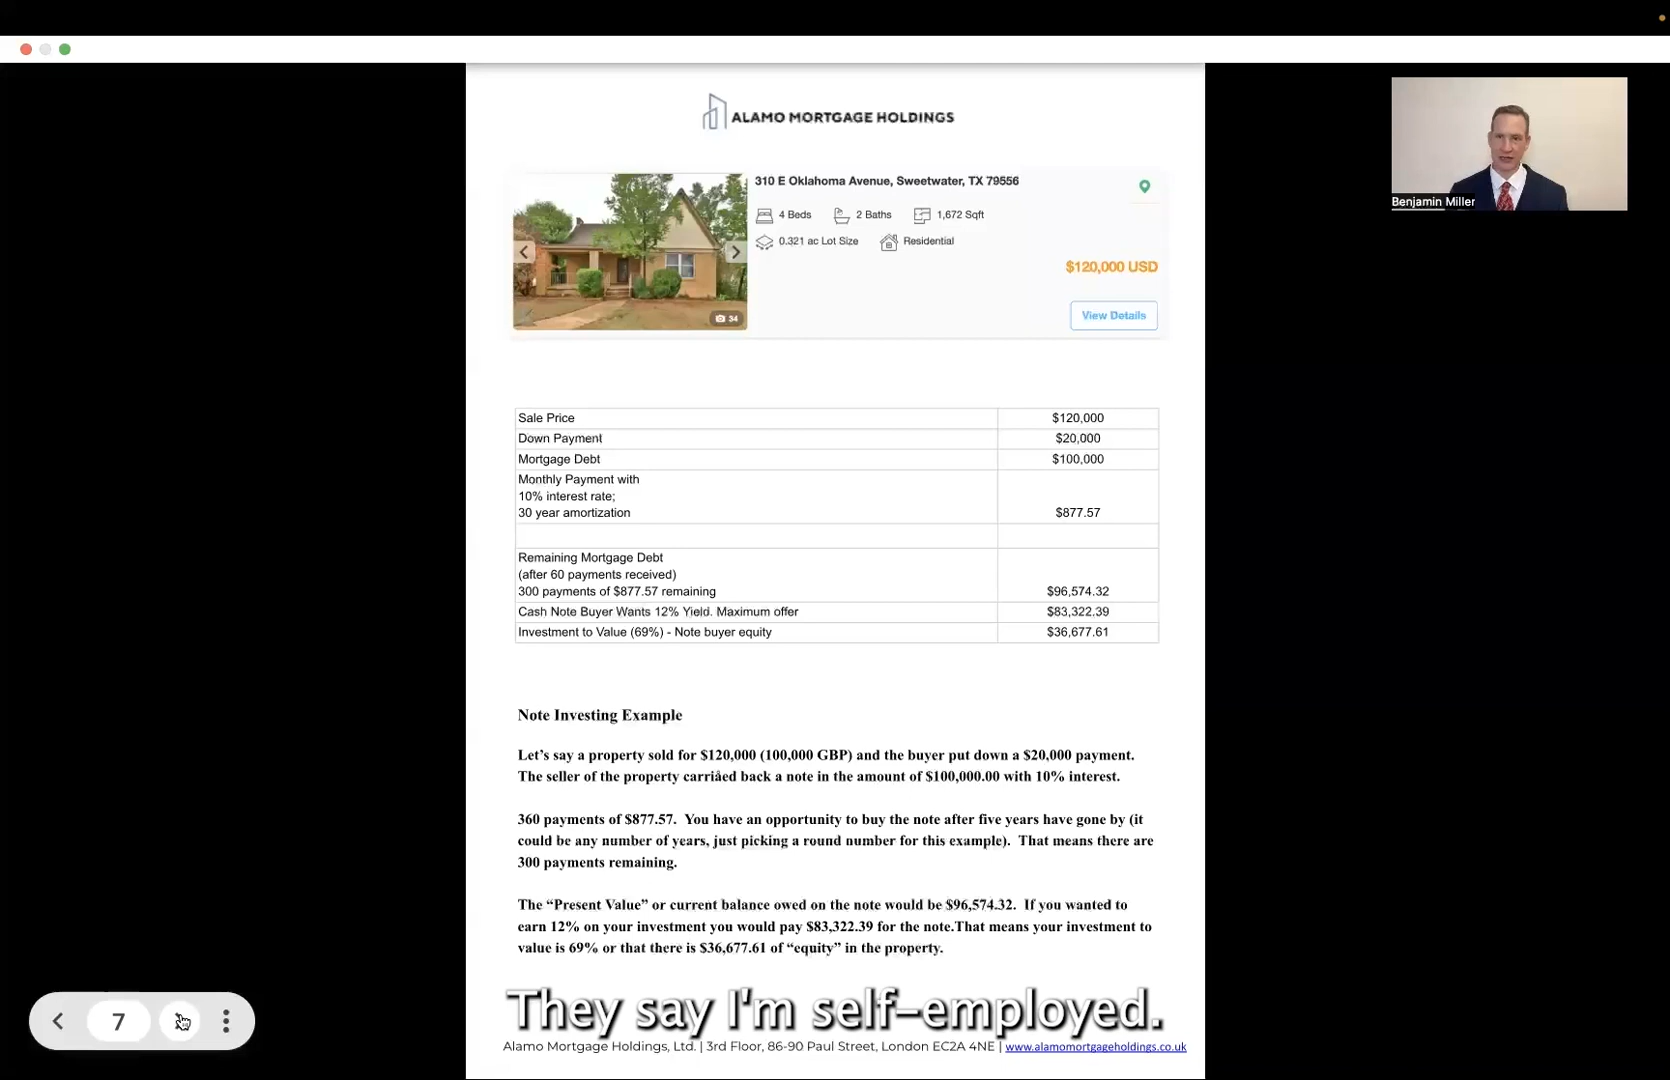 ALAMO MORTGAGE HOLDINGS
310 E Oklahoma Avenue, Sweetwater, TX 79556
4 Beds 2 Baths 1,672 Sqft
0.321 ac Lot Size Residential
$120,000 USD
View Details
34
Benjamin Miller
Sale Price $120,000
Down Payment $20,000
Mortgage Debt $100,000
Monthly Payment with
10% interest rate;
30 year amortization $877.57
Remaining Mortgage Debt
(after 60 payments received)
300 payments of $877.57 remaining $96,574.32
Cash Note Buyer Wants 12% Yield. Maximum offer $83,322.39
Investment to Value (69%) - Note buyer equity $36,677.61
Note Investing Example
Let’s say a property sold for $120,000 (100,000 GBP) and the buyer put down a $20,000 payment.
The seller of the property carriåed back a note in the amount of $100,000.00 with 10% interest.
360 payments of $877.57. You have an opportunity to buy the note after five years have gone by (it
could be any number of years, just picking a round number for this example). That means there are
300 payments remaining.
The “Present Value” or current balance owed on the note would be $96,574.32. If you wanted to
earn 12% on your investment you would pay $83,322.39 for the note.That means your investment to
value is 69% or that there is $36,677.61 of “equity” in the property.
They say I'm self-employed.
Alamo Mortgage Holdings, Ltd. | 3rd Floor, 86-90 Paul Street, London EC2A 4NE | www.alamomortgageholdings.co.uk
7